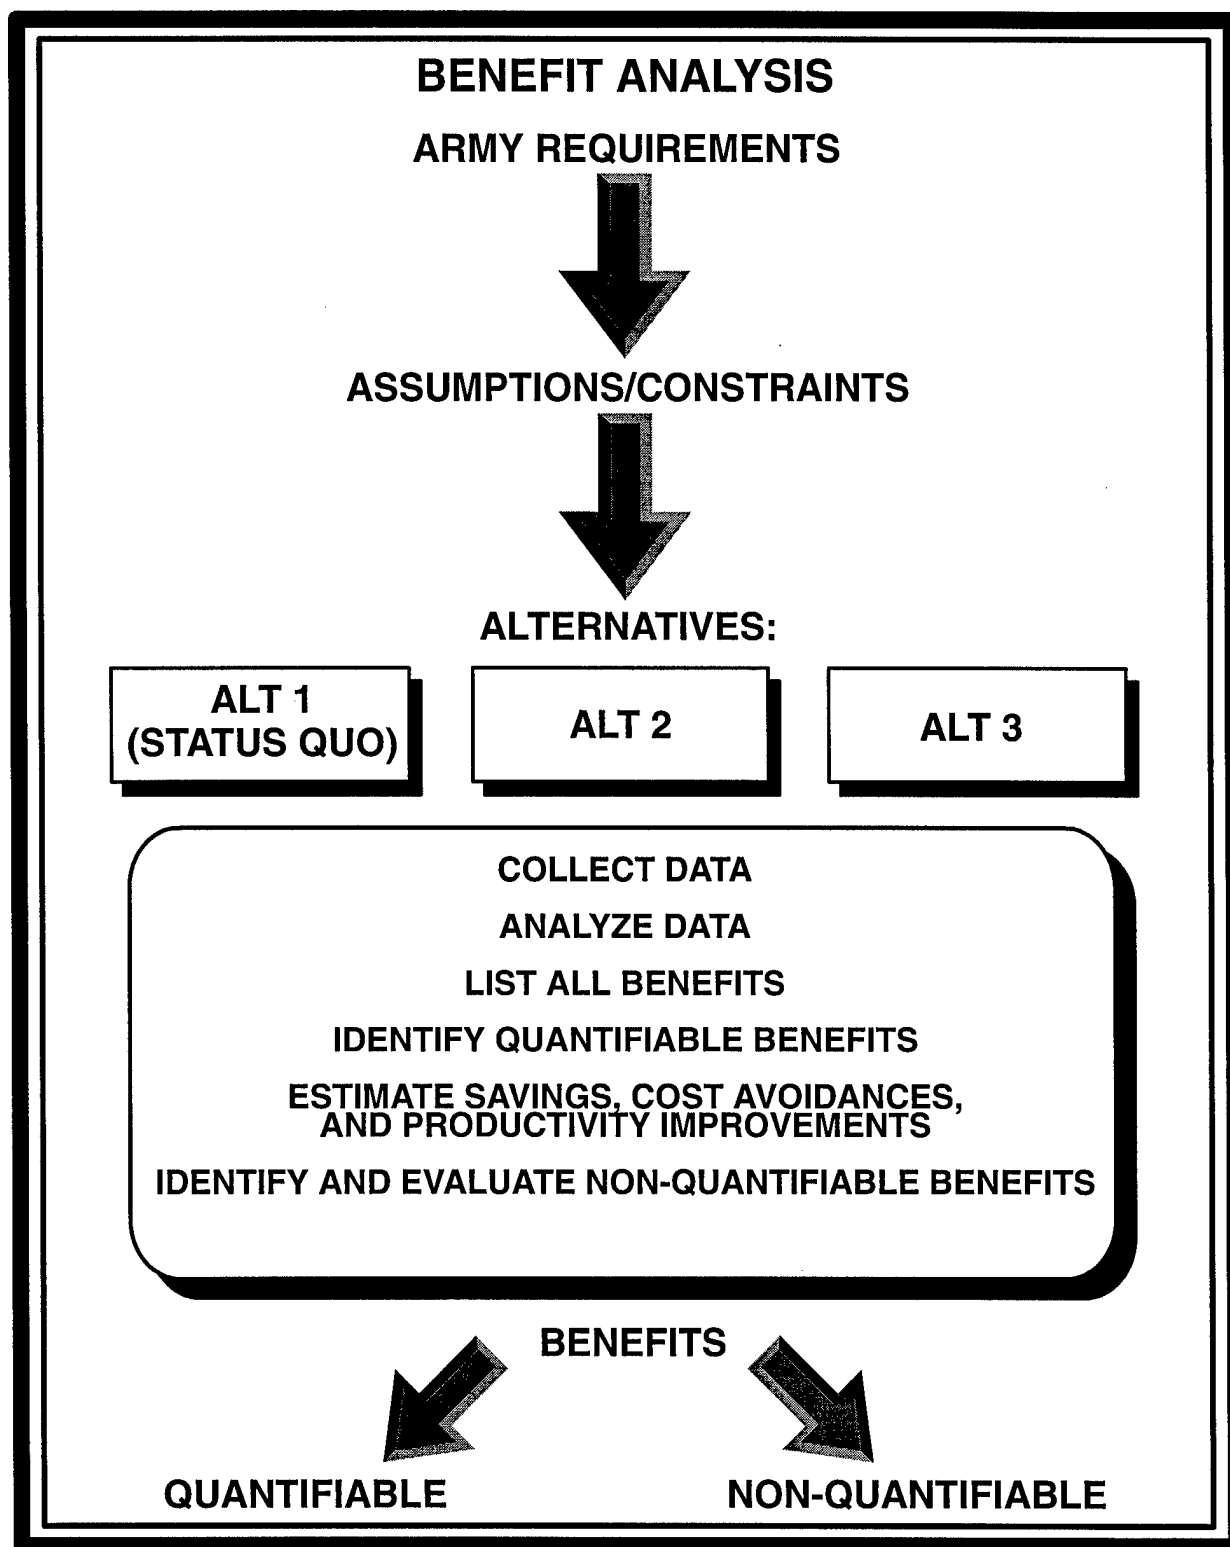 BENEFIT ANALYSIS
ARMY REQUIREMENTS
ASSUMPTIONS/CONSTRAINTS
ALTERNATIVES:
ALT 1
(STATUS QUO)
ALT 2
ALT 3
COLLECT DATA
ANALYZE DATA
LIST ALL BENEFITS
IDENTIFY QUANTIFIABLE BENEFITS
ESTIMATE SAVINGS, COST AVOIDANCES,
AND PRODUCTIVITY IMPROVEMENTS
IDENTIFY AND EVALUATE NON-QUANTIFIABLE BENEFITS
BENEFITS
QUANTIFIABLE
NON-QUANTIFIABLE